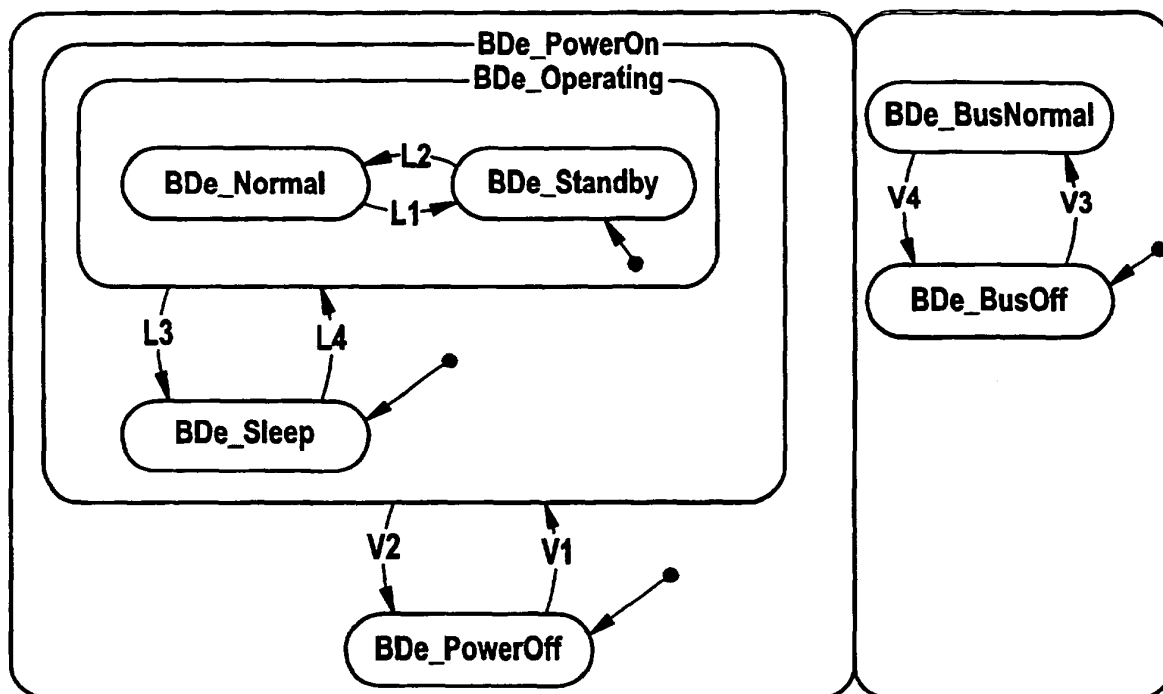 BDe_PowerOn
BDe_Operating
BDe_BusNormal
L2
BDe_Normal
BDe_Standby
L1
V4
V3
BDe_BusOff
L3
L4
BDe_Sleep
V2
V1
BDe_PowerOff